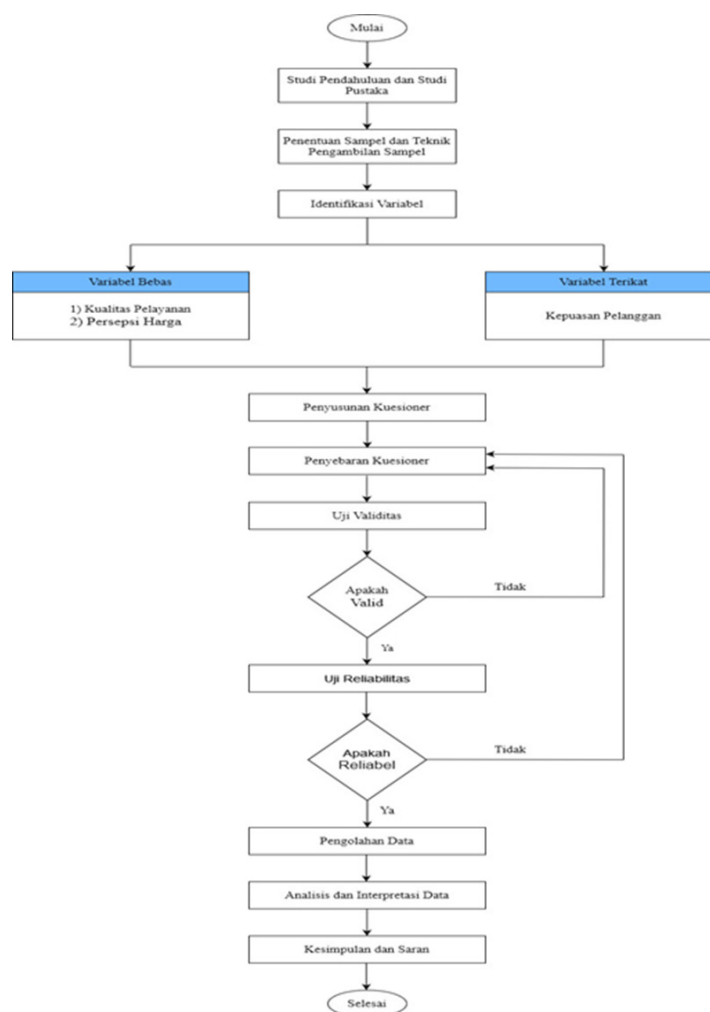 Mulai
Studi Pendahuluan dan Studi
Pustaka
Penentuan Sampel dan Teknik
Pengambilan Sampel
Identifikasi Variabel
Variabel Bebas
1) Kualitas Pelayanan
2) Persepsi Harga
Variabel Terikat
Kepuasan Pelanggan
Penyusunan Kuesioner
Penyebaran Kuesioner
Uji Validitas
Apakah
Valid
Tidak
Ya
Uji Reliabilitas
Apakah
Reliabel
Tidak
Ya
Pengolahan Data
Analisis dan Interpretasi Data
Kesimpulan dan Saran
Selesai